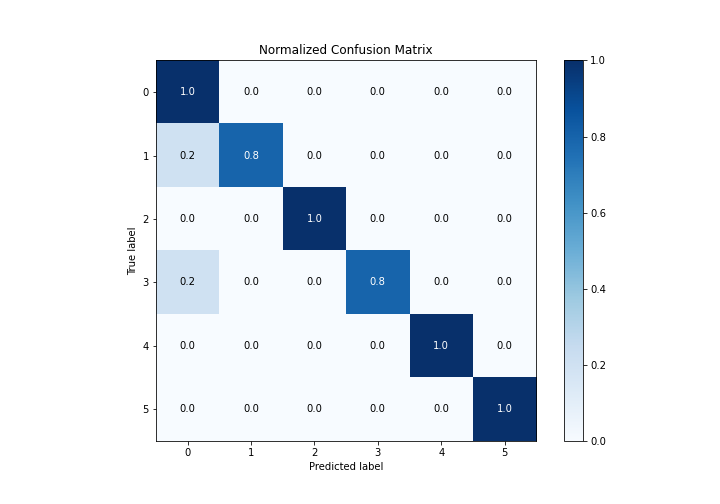 Normalized Confusion Matrix
1.0
0 1.0 0.0 0.0 0.0 0.0 0.0
0.8
1 0.2 0.8 0.0 0.0 0.0 0.0
2 0.0 0.0 1.0 0.0 0.0 0.0
0.6
True label
3 0.2 0.0 0.0 0.8 0.0 0.0
0.4
4 0.0 0.0 0.0 0.0 1.0 0.0
0.2
5 0.0 0.0 0.0 0.0 0.0 1.0
0.0
0 1 2 3 4 5
Predicted label